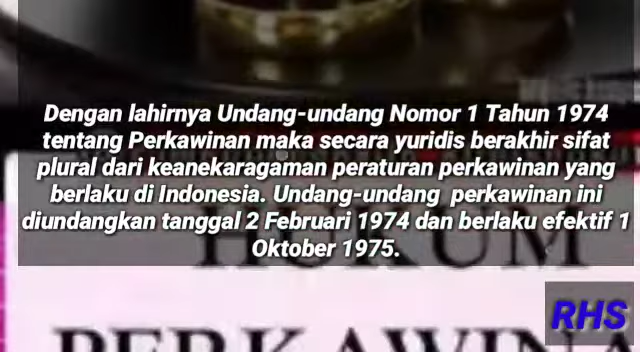 Dengan lahirnya Undang-undang Nomor 1 Tahun 1974
tentang Perkawinan maka secara yuridis berakhir sifat
plural dari keanekaragaman peraturan perkawinan yang
berlaku di Indonesia. Undang-undang perkawinan ini
diundangkan tanggal 2 Februari 1974 dan berlaku efektif 1
Oktober 1975.
HUKUM
RHS
PERKAWINA